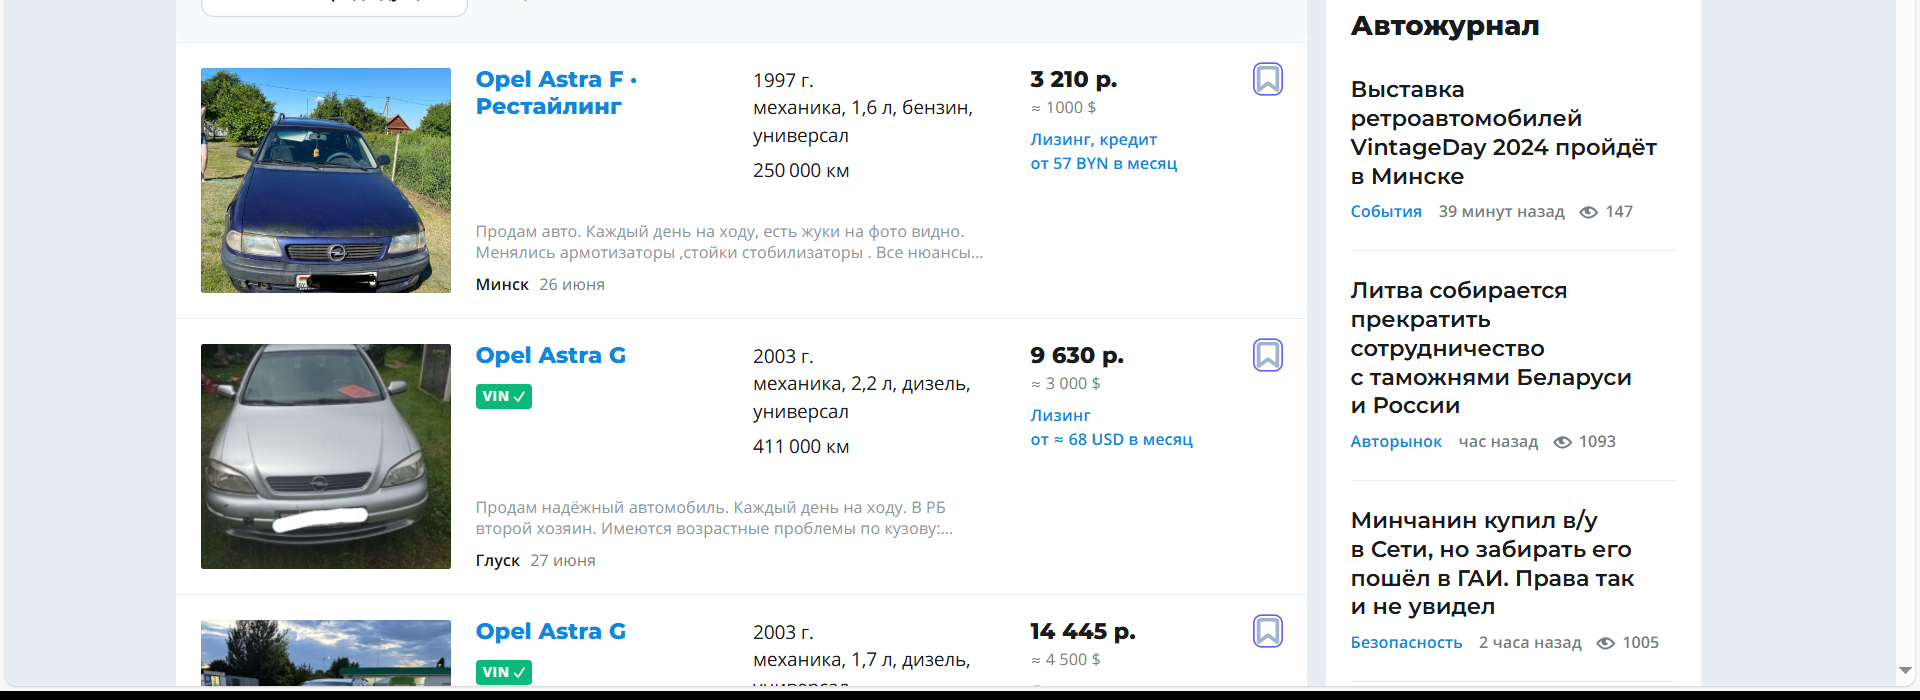 Opel Astra F •
Рестайлинг
1997 г.
механика, 1,6 л, бензин,
универсал
250 000 км
3 210 р.
≈ 1000 $
Лизинг, кредит
от 57 BYN в месяц
Продам авто. Каждый день на ходу, есть жуки на фото видно.
Менялись армотизаторы ,стойки стобилизаторы . Все нюансы...
Минск 26 июня
Opel Astra G
VIN
2003 г.
механика, 2,2 л, дизель,
универсал
411 000 км
9 630 р.
≈ 3 000 $
Лизинг
от ≈ 68 USD в месяц
Продам надёжный автомобиль. Каждый день на ходу. В РБ
второй хозяин. Имеются возрастные проблемы по кузову:...
Глуск 27 июня
Opel Astra G
VIN
2003 г.
механика, 1,7 л, дизель,
14 445 р.
≈ 4 500 $
Автожурнал
Выставка
ретроавтомобилей
VintageDay 2024 пройдёт
в Минске
События 39 минут назад 147
Литва собирается
прекратить
сотрудничество
с таможнями Беларуси
и России
Авторынок час назад 1093
Минчанин купил в/у
в Сети, но забирать его
пошёл в ГАИ. Права так
и не увидел
Безопасность 2 часа назад 1005